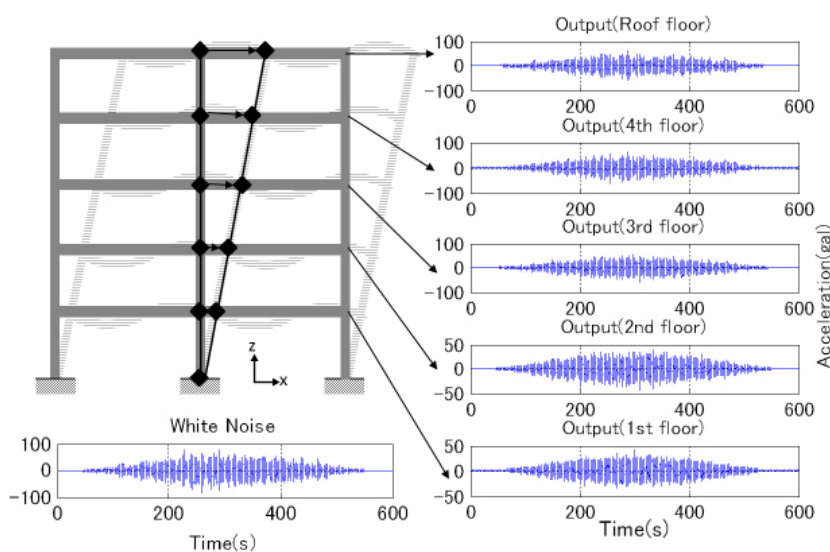 Output(Roof floor)
100
0
-100
0 200 400 600
Output(4th floor)
100
0
-100
0 200 400 600
Output(3rd floor)
100
0
-100
0 200 400 600
Output(2nd floor)
50
0
-50
0 200 400 600
Output(1st floor)
50
0
-50
0 200 400 600
Time(s)
Acceleration(gal)
z
x
White Noise
100
0
-100
0 200 400 600
Time(s)